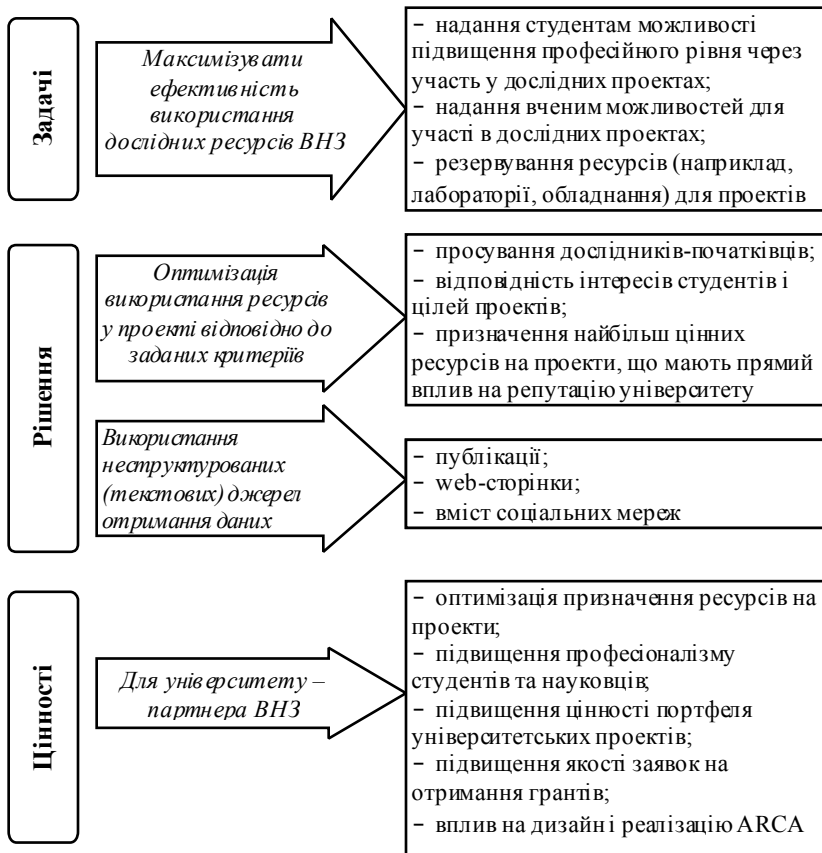 Задачі
Максимізувати
ефективність
використання
дослідних ресурсів ВНЗ
− надання студентам можливості
підвищення професійного рівня через
участь у дослідних проектах;
− надання вченим можливостей для
участі в дослідних проектах;
− резервування ресурсів (наприклад,
лабораторії, обладнання) для проектів
Рішення
Оптимізація
використання ресурсів
у проекті відповідно до
заданих критеріїв
− просування дослідників-початківців;
− відповідність інтересів студентів і
цілей проектів;
− призначення найбільш цінних
ресурсів на проекти, що мають прямий
вплив на репутацію університету
Використання
неструктурованих
(текстових) джерел
отримання даних
− публікації;
− web-сторінки;
− вміст соціальних мереж
Цінності
Для університету –
партнера ВНЗ
− оптимізація призначення ресурсів на
проекти;
− підвищення професіоналізму
студентів та науковців;
− підвищення цінності портфеля
університетських проектів;
− підвищення якості заявок на
отримання грантів;
− вплив на дизайн і реалізацію ARCA